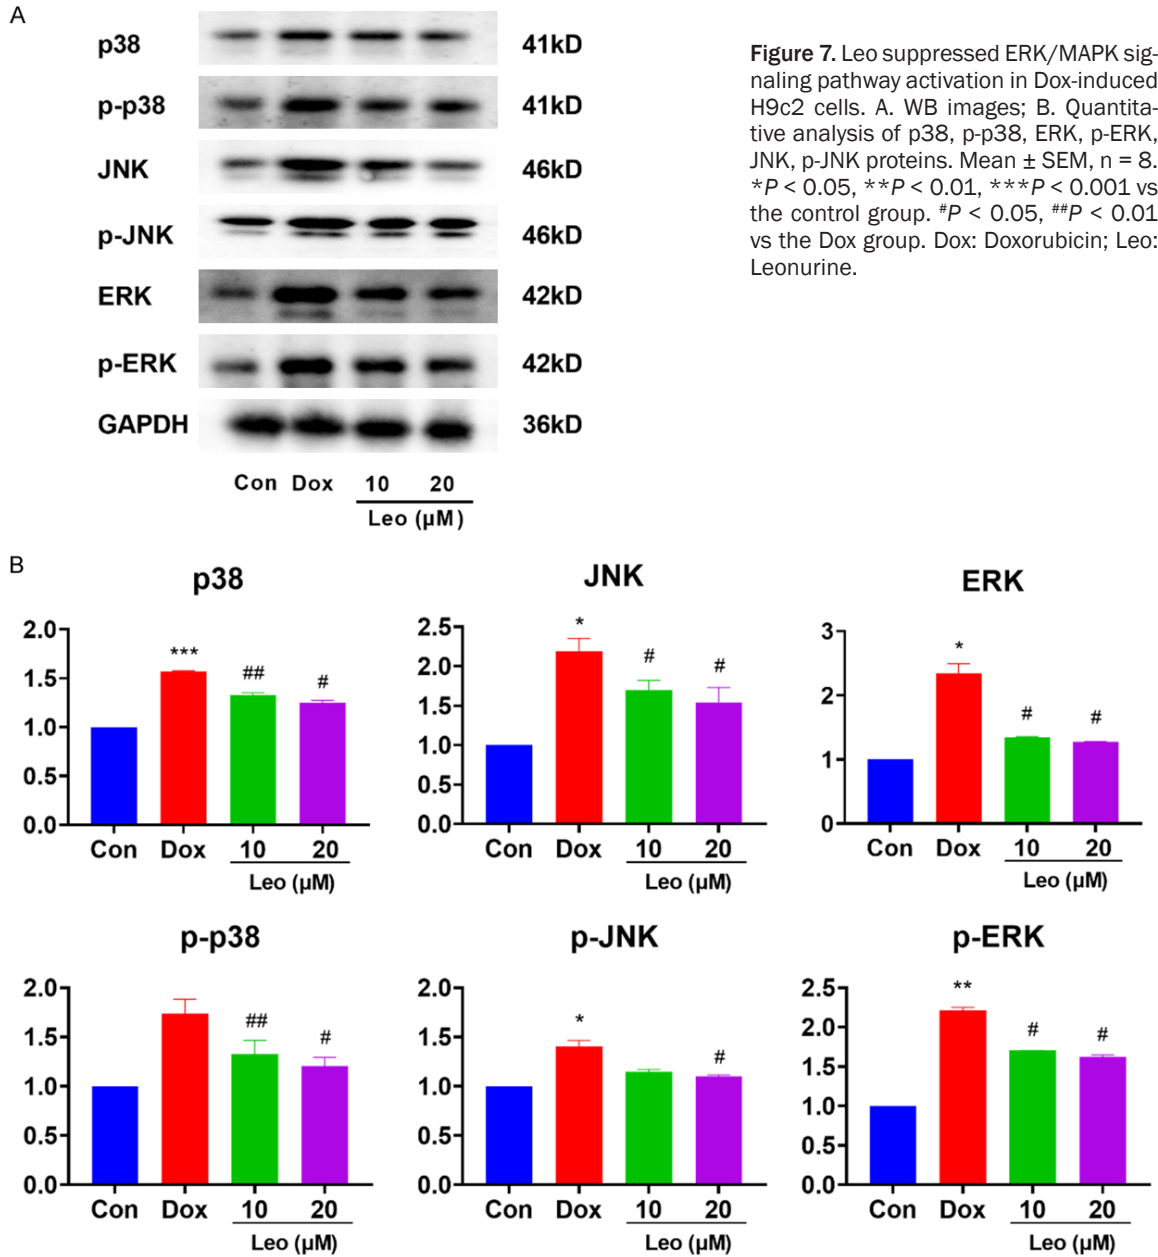 A
p38
41kD
p-p38
41kD
JNK
46kD
p-JNK
46kD
ERK
42kD
p-ERK
42kD
GAPDH
36kD
Con Dox 10 20
Leo (μM)
Figure 7. Leo suppressed ERK/MAPK sig-
naling pathway activation in Dox-induced
H9c2 cells. A. WB images; B. Quantita-
tive analysis of p38, p-p38, ERK, p-ERK,
JNK, p-JNK proteins. Mean ± SEM, n = 8.
*P < 0.05, **P < 0.01, ***P < 0.001 vs
the control group. #P < 0.05, ##P < 0.01
vs the Dox group. Dox: Doxorubicin; Leo:
Leonurine.
B
p38
2.0
1.5
1.0
0.5
0.0
***
##
#
Con Dox 10 20
Leo (μM)
JNK
2.5
2.0
1.5
1.0
0.5
0.0
*
#
#
Con Dox 10 20
Leo (μM)
ERK
3
2
1
0
*
#
#
Con Dox 10 20
Leo (μM)
p-p38
2.0
1.5
1.0
0.5
0.0
##
#
Con Dox 10 20
Leo (μM)
p-JNK
2.0
1.5
1.0
0.5
0.0
*
#
Con Dox 10 20
Leo (μM)
p-ERK
2.5
2.0
1.5
1.0
0.5
0.0
**
#
#
Con Dox 10 20
Leo (μM)